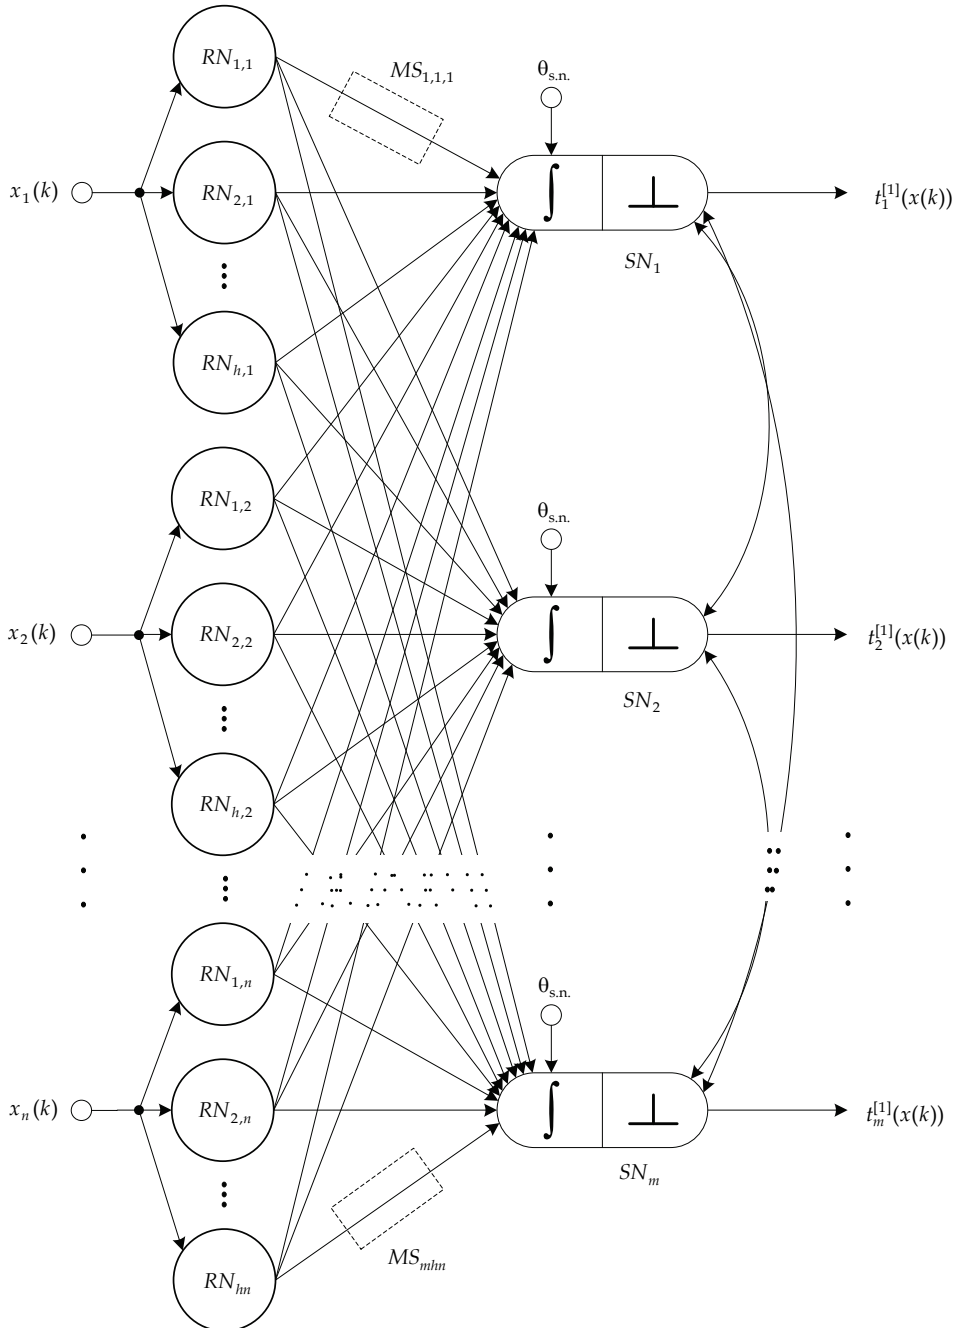 RN₁,₁
MS₁,₁,₁
θs.n.
x₁(k)
RN₂,₁
∫
t₁^[1](x(k))
SN₁
RNₕ,₁
RN₁,₂
θs.n.
x₂(k)
RN₂,₂
∫
t₂^[1](x(k))
SN₂
RNₕ,₂
RN₁,ₙ
θs.n.
xₙ(k)
RN₂,ₙ
∫
tₘ^[1](x(k))
SNₘ
MSₘₕₙ
RNₕₙ